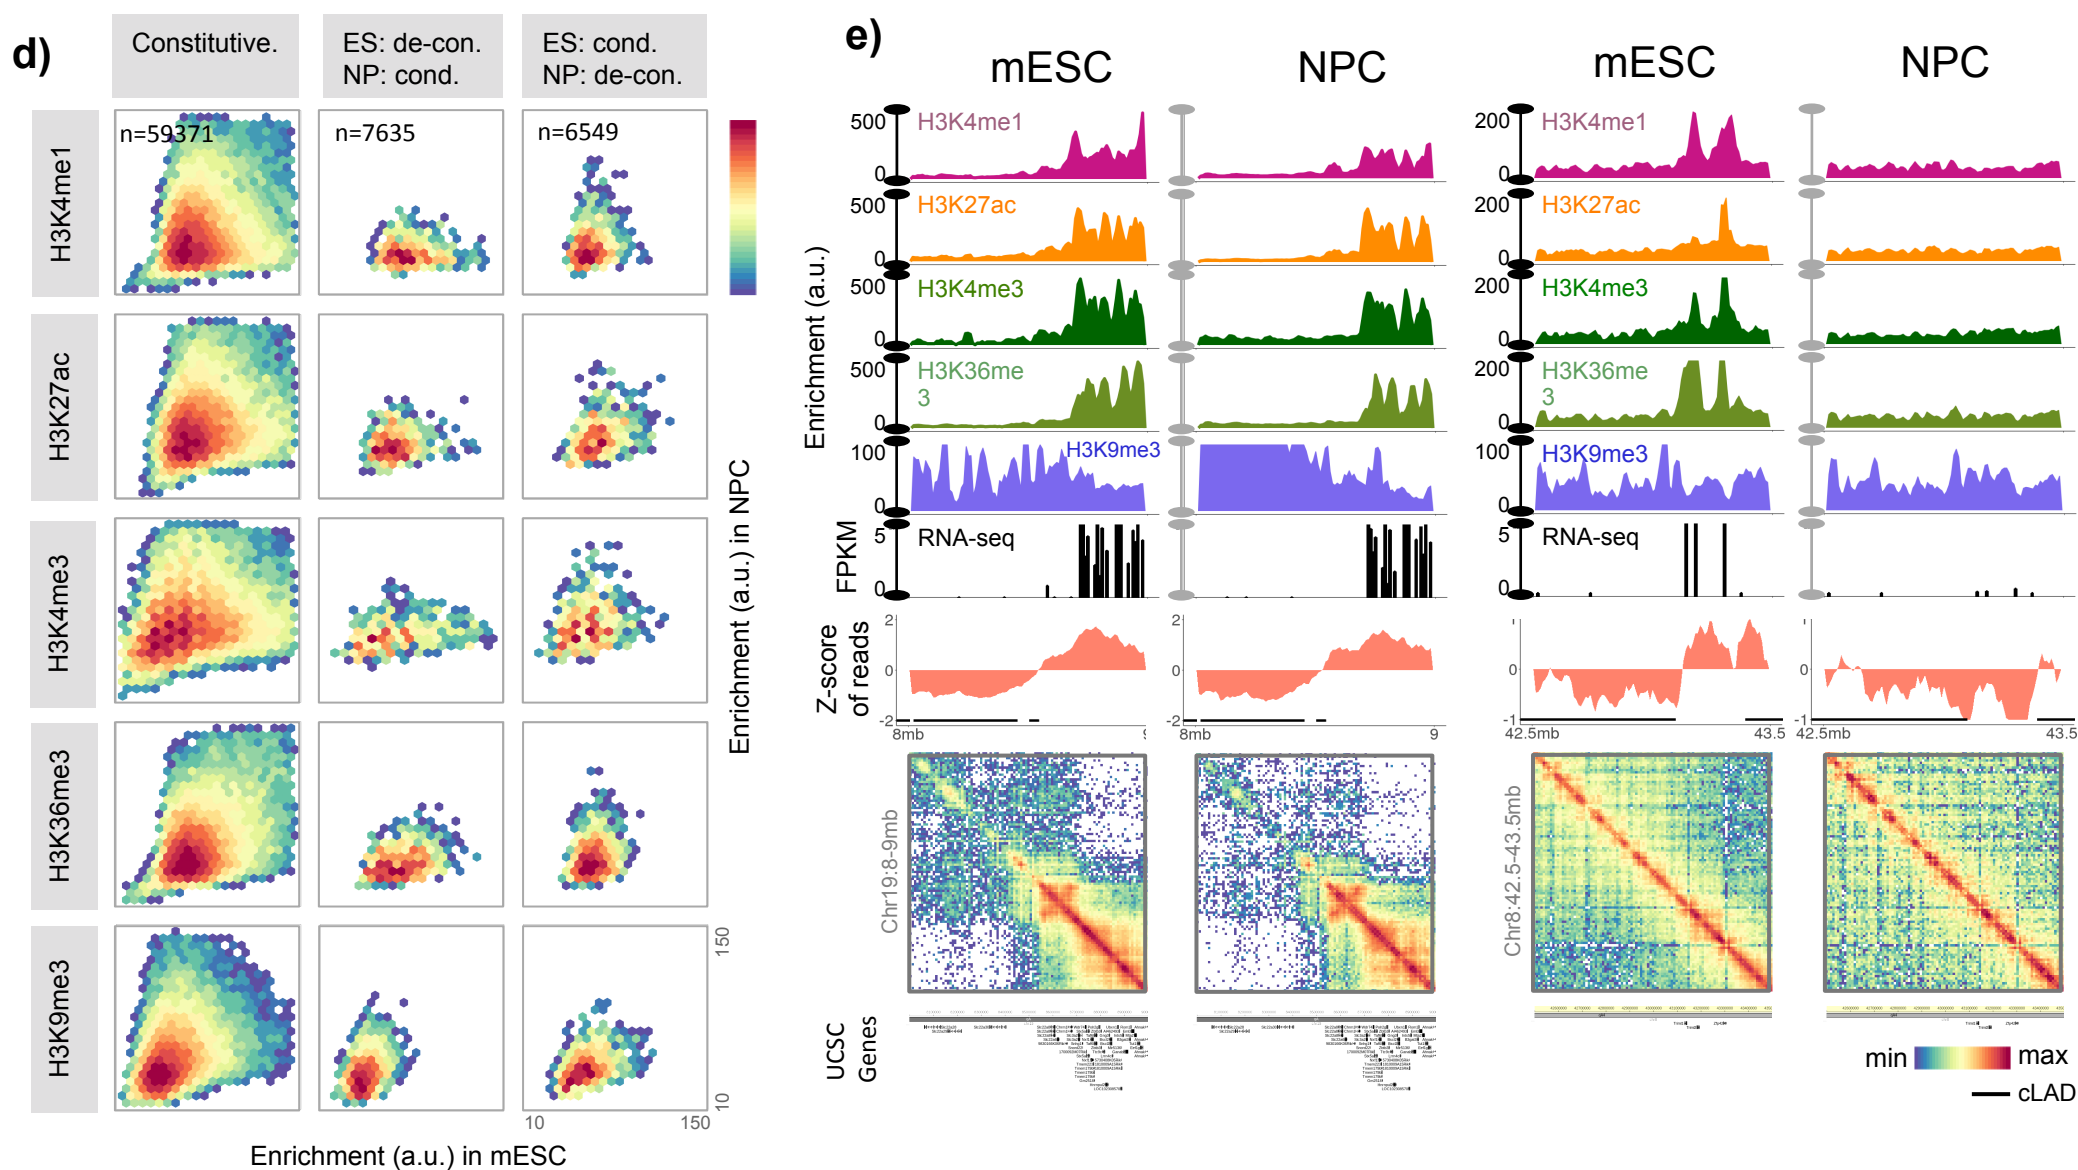 d)
Constitutive.
ES: de-con.
NP: cond.
ES: cond.
NP: de-con.
H3K4me1
n=59371
n=7635
n=6549
H3K27ac
H3K4me3
H3K36me3
H3K9me3
Enrichment (a.u.) in NPC
150
10
10
150
Enrichment (a.u.) in mESC
e)
mESC
NPC
mESC
NPC
Enrichment (a.u.)
500
H3K4me1
0
200
H3K4me1
0
500
H3K27ac
0
200
H3K27ac
0
500
H3K4me3
0
200
H3K4me3
0
500
H3K36me
3
0
200
H3K36me
3
0
100
H3K9me3
0
100
H3K9me3
0
FPKM
5
RNA-seq
0
5
RNA-seq
0
Z-score
of reads
2
0
-2
8mb
9
2
0
-2
8mb
9
1
0
-1
42.5mb
43.5
1
0
-1
42.5mb
43.5
Chr19:8-9mb
Chr8:42.5-43.5mb
UCSC
Genes
min
max
cLAD